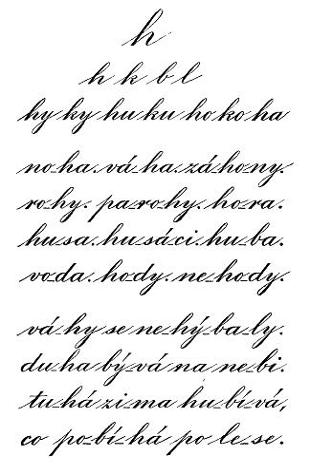 h
h k b l
hy ky hu ku ho ko ha
no-ha. vá-ha. zá-ho-ny.
ro-hy. pa-ro-hy. ho-ra.
hu-sa. hu-sá-ci. hu-ba.
vo-da. ho-dy. ne-ho-dy.
vá-hy se ne-hý-ba-ly.
du-ha bý-vá na ne-bi.
tu-há zi-ma hu-bí-vá,
co po-bí-há po le-se.